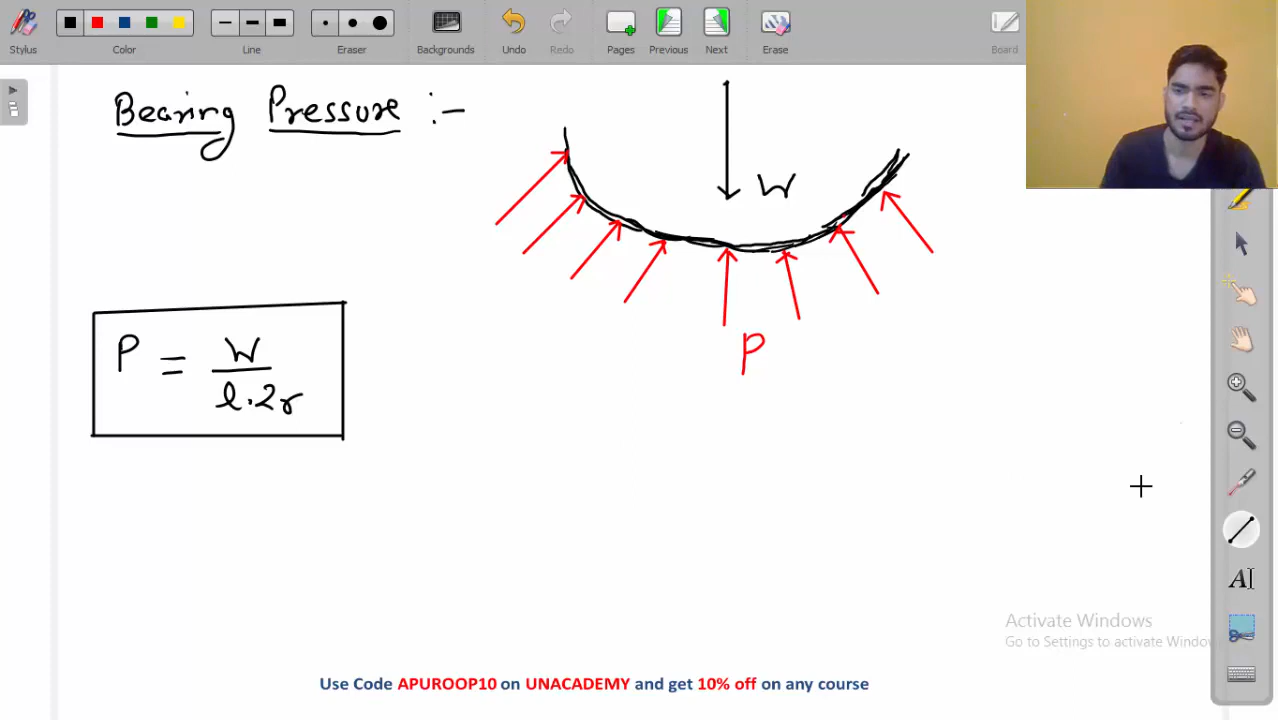 Stylus
Color
Line
Eraser
Backgrounds
Undo
Redo
Pages
Previous
Next
Erase
Board
Bearing Pressure :-
W
P = W / l.2r
P
A
Activate Windows
Go to Settings to activate Windows
Use Code APUROOP10 on UNACADEMY and get 10% off on any course